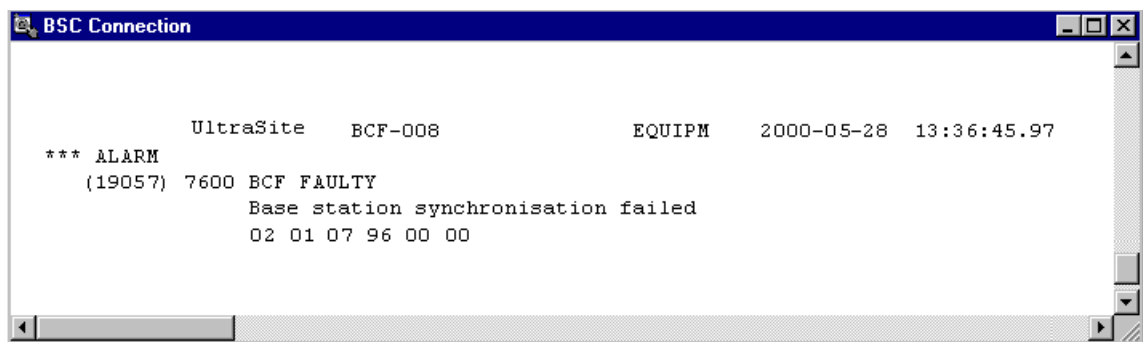 BSC Connection
UltraSite BCF-008 EQUIPM 2000-05-28 13:36:45.97
*** ALARM
(19057) 7600 BCF FAULTY
Base station synchronisation failed
02 01 07 96 00 00